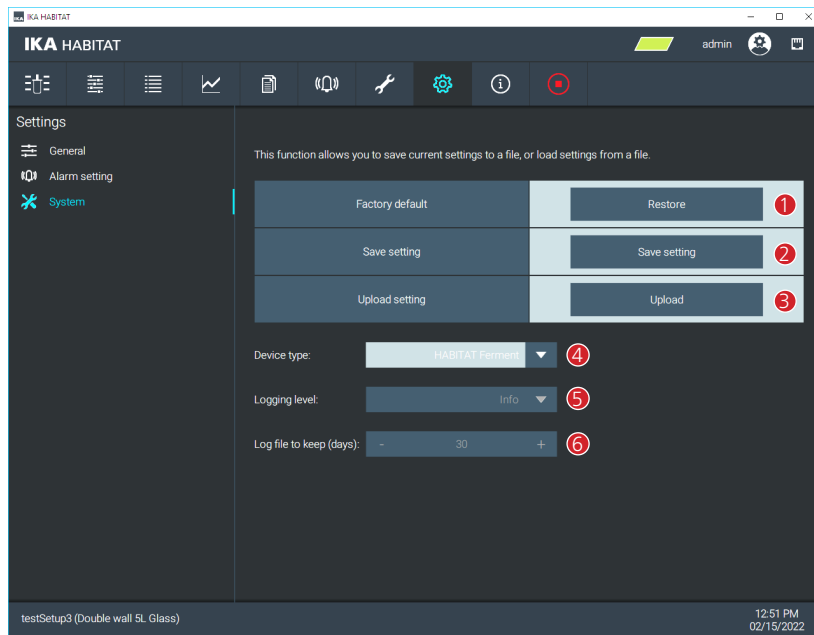 IKA IKA HABITAT
IKA HABITAT
admin
Settings
General
Alarm setting
System
This function allows you to save current settings to a file, or load settings from a file.
Factory default
Restore
1
Save setting
Save setting
2
Upload setting
Upload
3
Device type:
HABITAT Ferment
4
Logging level:
Info
5
Log file to keep (days):
-
30
+
6
testSetup3 (Double wall 5L Glass)
12:51 PM
02/15/2022